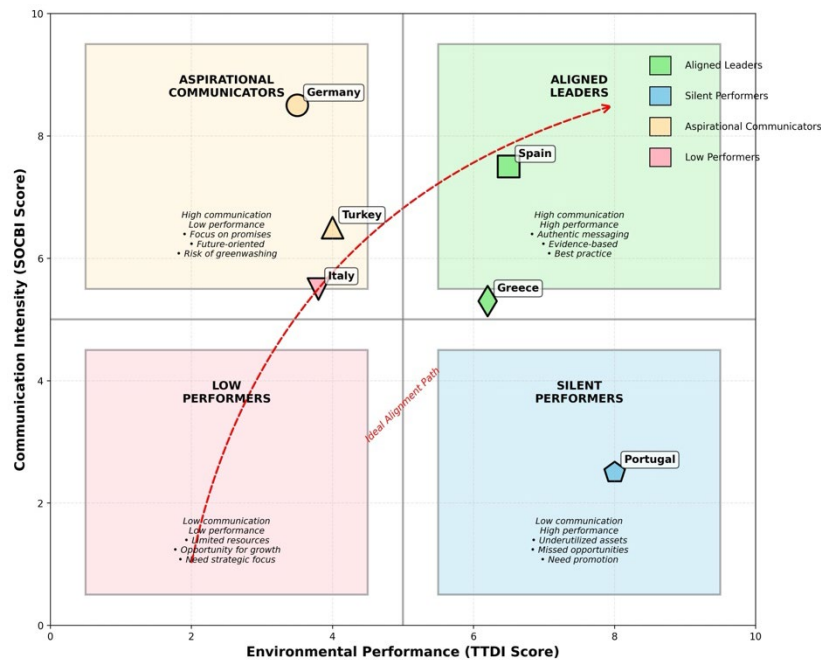 10
8
6
4
2
0
Communication Intensity (SOCBI Score)
ASPIRATIONAL
COMMUNICATORS
Germany
High communication
Low performance
• Focus on promises
• Future-oriented
• Risk of greenwashing
Turkey
Italy
ALIGNED
LEADERS
Spain
High communication
High performance
• Authentic messaging
• Evidence-based
• Best practice
Greece
Aligned Leaders
Silent Performers
Aspirational Communicators
Low Performers
LOW
PERFORMERS
Low communication
Low performance
• Limited resources
• Opportunity for growth
• Need strategic focus
Ideal Alignment Path
SILENT
PERFORMERS
Portugal
Low communication
High performance
• Underutilized assets
• Missed opportunities
• Need promotion
0 2 4 6 8 10
Environmental Performance (TTDI Score)